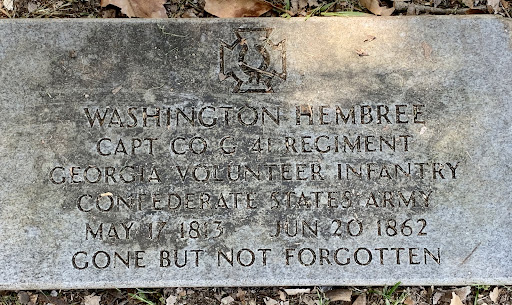 WASHINGTON HEMBREE
CAPT CO G 41 REGIMENT
GEORGIA VOLUNTEER INFANTRY
CONFEDERATE STATES ARMY
MAY 17 1813 JUN 20 1862
GONE BUT NOT FORGOTTEN